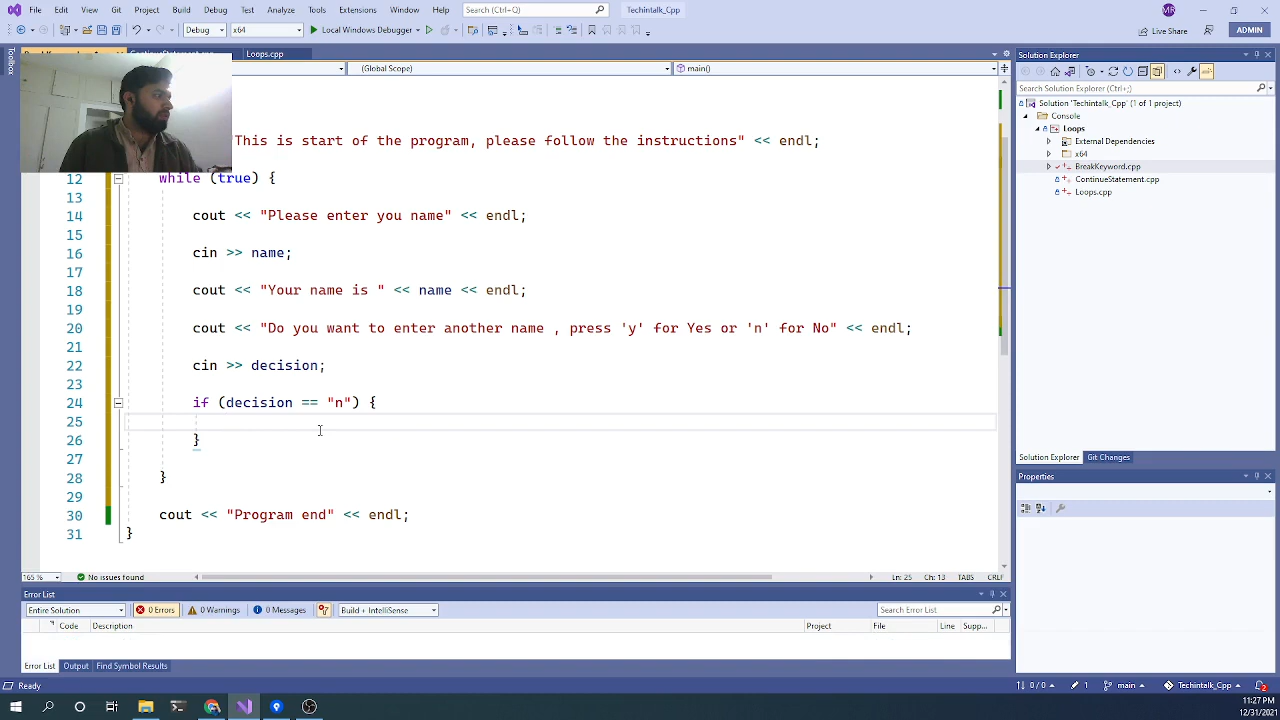 File Edit View Git Project Build Debug Test Analyze Tools Extensions Window Help Search (Ctrl+Q) Techintalk_Cpp MR
Debug x64 Local Windows Debugger Live Share ADMIN
Loops.cpp
(Global Scope) main()
Toolbox
This is start of the program, please follow the instructions" << endl;
12 while (true) {
13
14 cout << "Please enter you name" << endl;
15
16 cin >> name;
17
18 cout << "Your name is " << name << endl;
19
20 cout << "Do you want to enter another name , press 'y' for Yes or 'n' for No" << endl;
21
22 cin >> decision;
23
24 if (decision == "n") {
25
26 }
27
28 }
29
30 cout << "Program end" << endl;
31 }
165 % No issues found Ln: 25 Ch: 13 TABS CRLF
Error List
Entire Solution 0 Errors 0 Warnings 0 Messages Build + IntelliSense Search Error List
Code Description Project File Line Supp...
Error List Output Find Symbol Results
Solution Explorer
Search Solution Explorer (Ctrl+;)
Solution 'Techintalk_Cpp' (1 of 1 project)
Console
Loops
External Dependencies
x64
BreakKeyword.cpp
ContinueStatement.cpp
Loops.cpp
Solution Explorer Git Changes
Properties
Ready 0 / 0 1 main Techintalk_Cpp 2
11:27 PM
12/31/2021